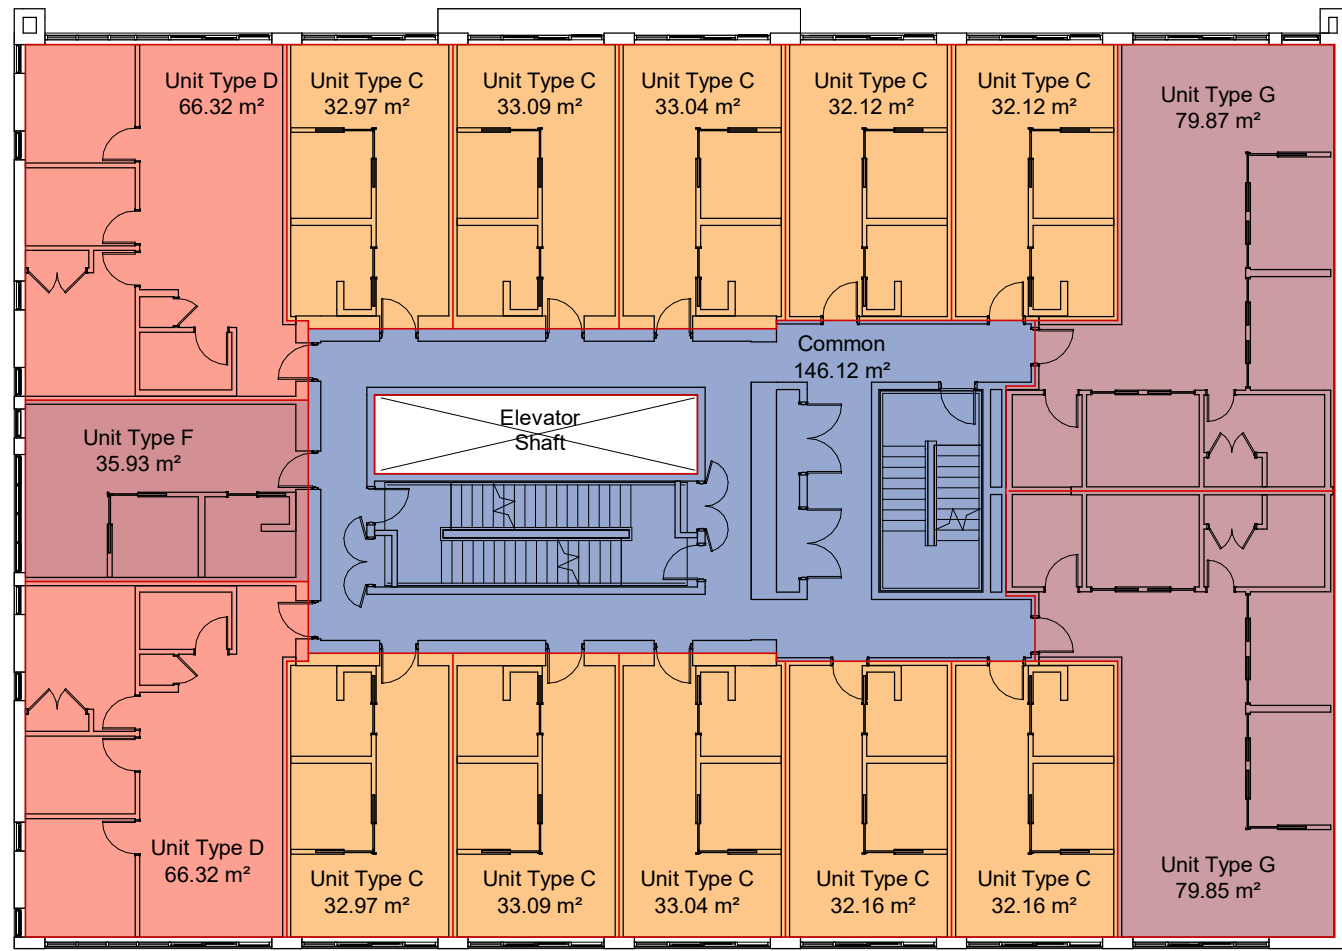 Unit Type D
66.32 m²
Unit Type C
32.97 m²
Unit Type C
33.09 m²
Unit Type C
33.04 m²
Unit Type C
32.12 m²
Unit Type C
32.12 m²
Unit Type G
79.87 m²
Common
146.12 m²
Elevator
Shaft
Unit Type F
35.93 m²
Unit Type D
66.32 m²
Unit Type C
32.97 m²
Unit Type C
33.09 m²
Unit Type C
33.04 m²
Unit Type C
32.16 m²
Unit Type C
32.16 m²
Unit Type G
79.85 m²